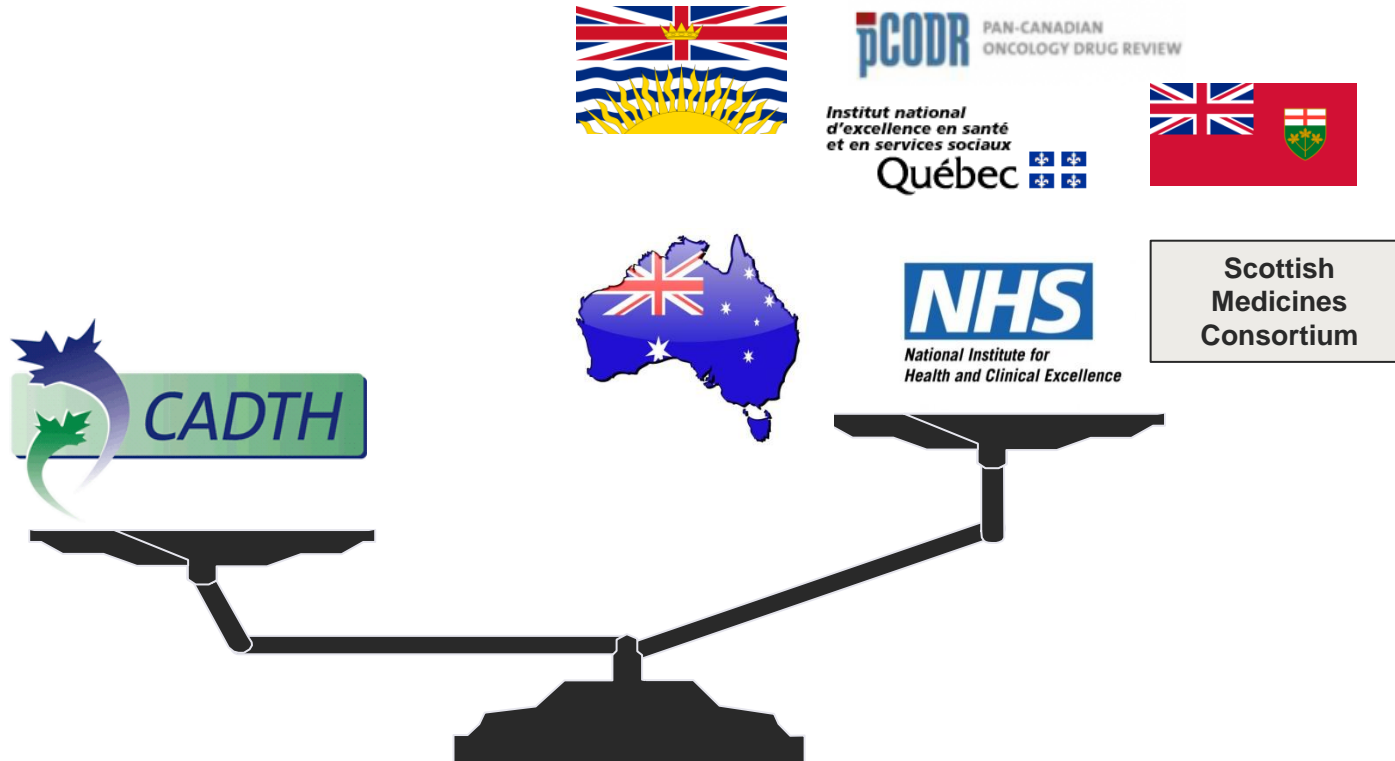 pCODR
PAN-CANADIAN
ONCOLOGY DRUG REVIEW
Institut national
d'excellence en santé
et en services sociaux
Québec
NHS
National Institute for
Health and Clinical Excellence
Scottish
Medicines
Consortium
CADTH